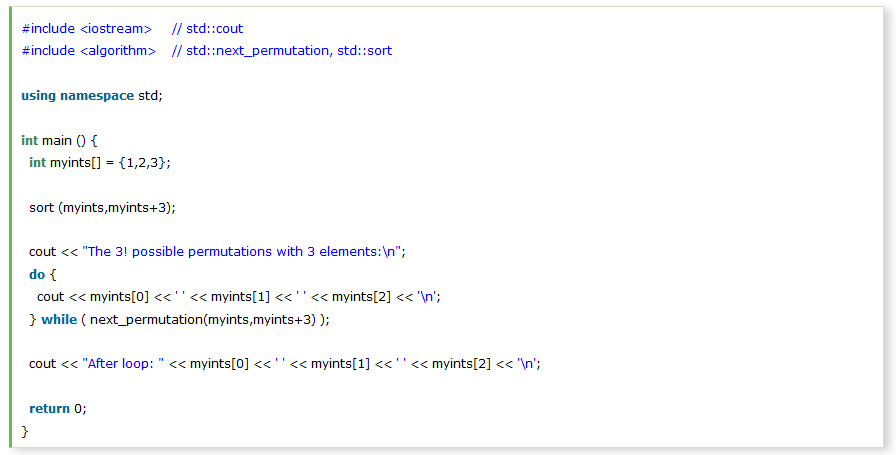 #include <iostream>     // std::cout
#include <algorithm>    // std::next_permutation, std::sort
using namespace std;
int main () {
  int myints[] = {1,2,3};
  sort (myints,myints+3);
  cout << "The 3! possible permutations with 3 elements:\n";
  do {
    cout << myints[0] << ' ' << myints[1] << ' ' << myints[2] << '\n';
  } while ( next_permutation(myints,myints+3) );
  cout << "After loop: " << myints[0] << ' ' << myints[1] << ' ' << myints[2] << '\n';
  return 0;
}